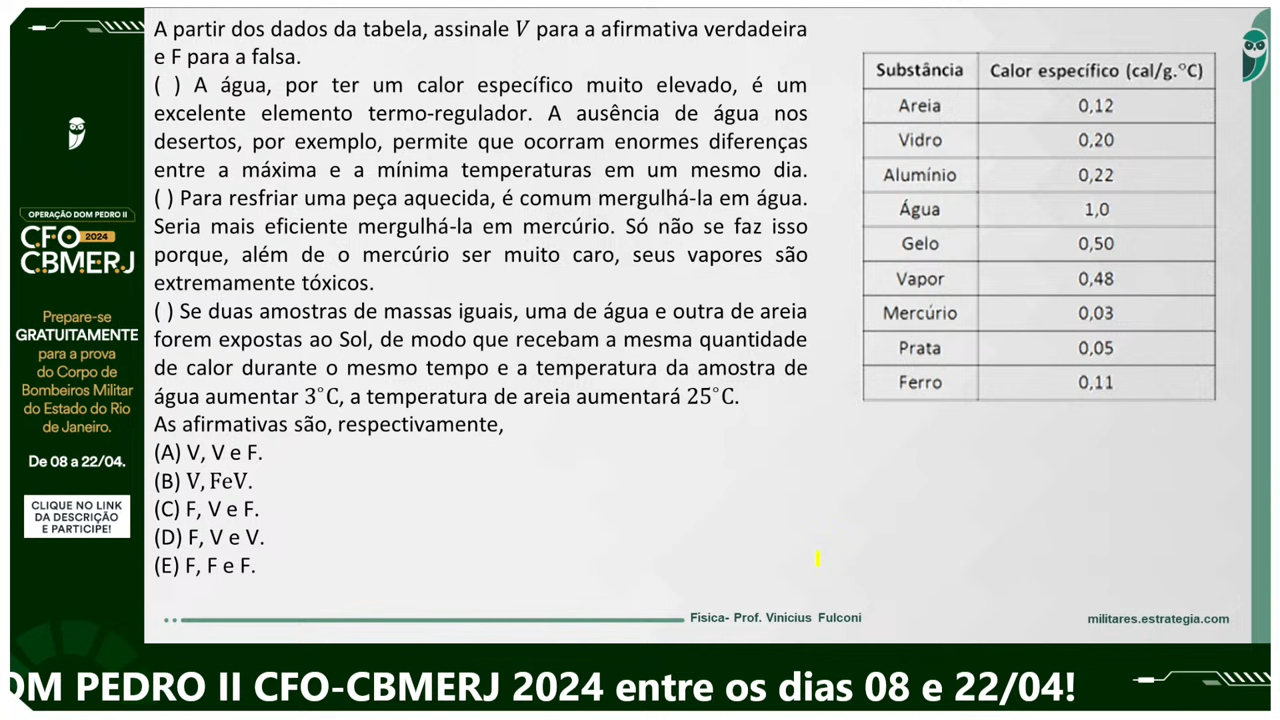 A partir dos dados da tabela, assinale V para a afirmativa verdadeira
e F para a falsa.
( ) A água, por ter um calor específico muito elevado, é um
excelente elemento termo-regulador. A ausência de água nos
desertos, por exemplo, permite que ocorram enormes diferenças
entre a máxima e a mínima temperaturas em um mesmo dia.
( ) Para resfriar uma peça aquecida, é comum mergulhá-la em água.
Seria mais eficiente mergulhá-la em mercúrio. Só não se faz isso
porque, além de o mercúrio ser muito caro, seus vapores são
extremamente tóxicos.
( ) Se duas amostras de massas iguais, uma de água e outra de areia
forem expostas ao Sol, de modo que recebam a mesma quantidade
de calor durante o mesmo tempo e a temperatura da amostra de
água aumentar 3°C, a temperatura de areia aumentará 25°C.
As afirmativas são, respectivamente,
(A) V, V e F.
(B) V, FeV.
(C) F, V e F.
(D) F, V e V.
(E) F, F e F.
Substância Calor específico (cal/g.°C)
Areia 0,12
Vidro 0,20
Alumínio 0,22
Água 1,0
Gelo 0,50
Vapor 0,48
Mercúrio 0,03
Prata 0,05
Ferro 0,11
OPERAÇÃO DOM PEDRO II
CFO 2024
CBMERJ
Prepare-se
GRATUITAMENTE
para a prova
do Corpo de
Bombeiros Militar
do Estado do Rio
de Janeiro.
De 08 a 22/04.
CLIQUE NO LINK
DA DESCRIÇÃO
E PARTICIPE!
Física- Prof. Vinícius Fulconi
militares.estrategia.com
OM PEDRO II CFO-CBMERJ 2024 entre os dias 08 e 22/04!